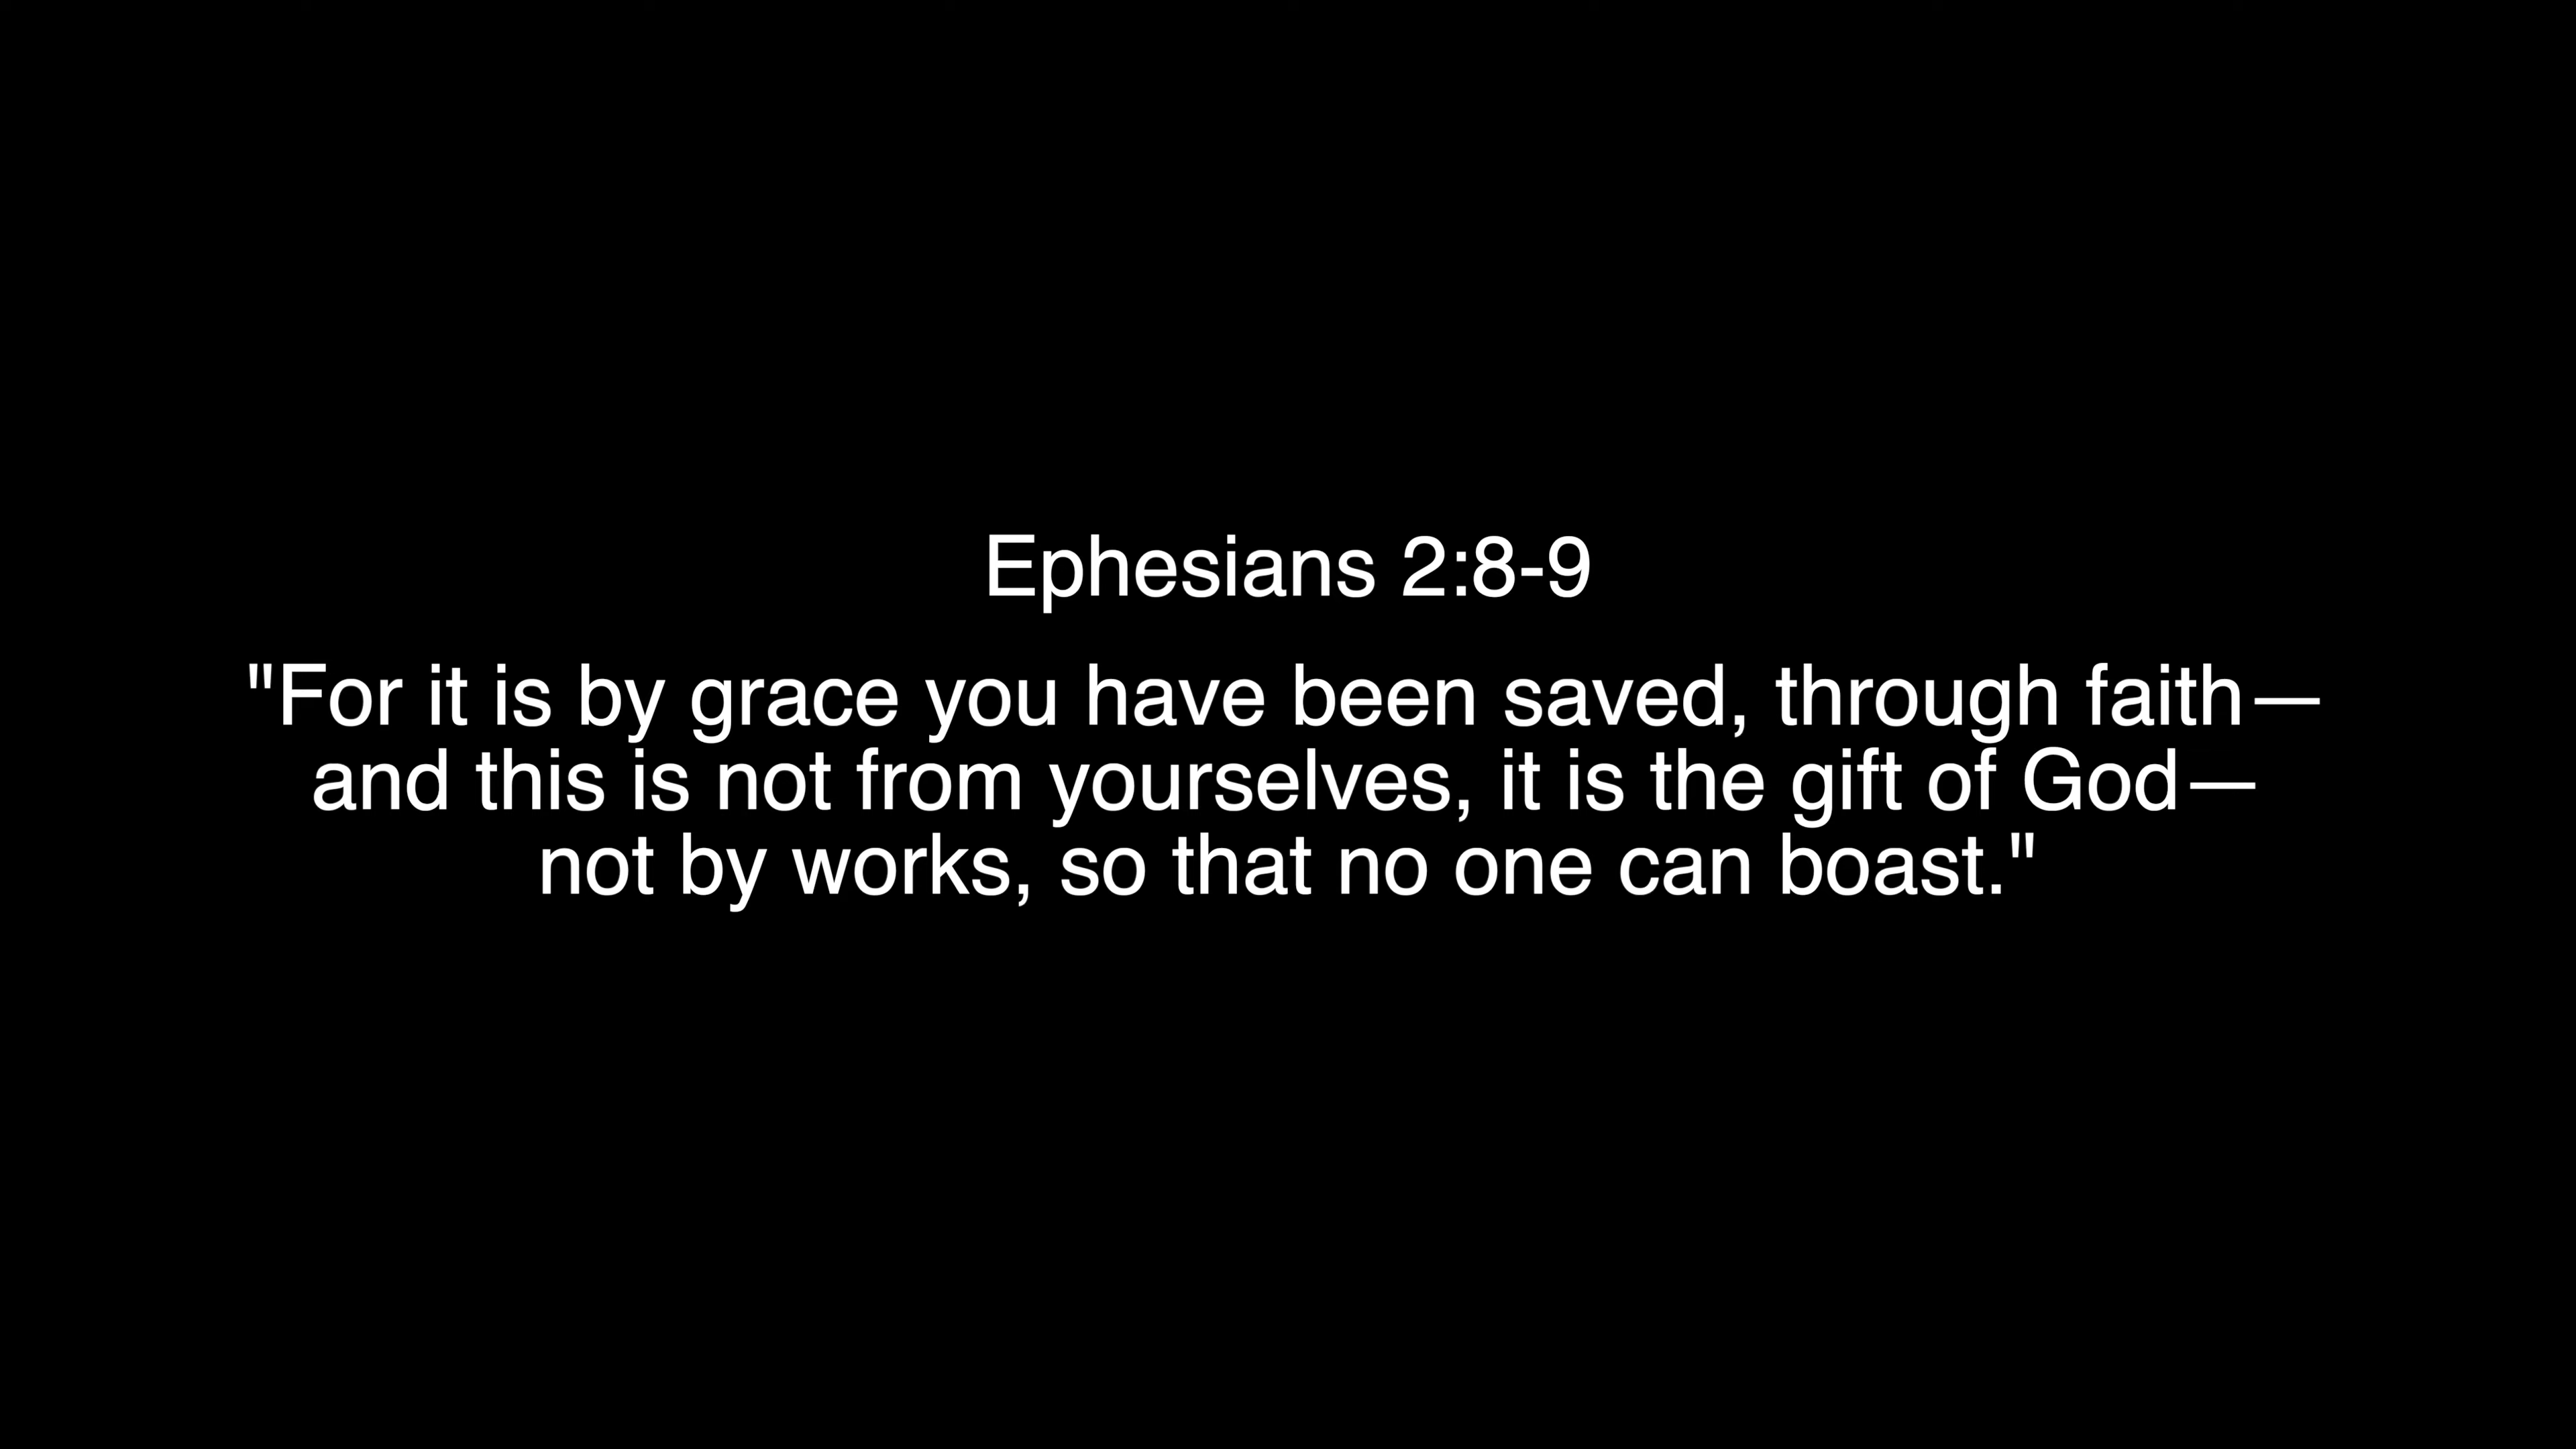 Ephesians 2:8-9
"For it is by grace you have been saved, through faith—
and this is not from yourselves, it is the gift of God—
not by works, so that no one can boast."